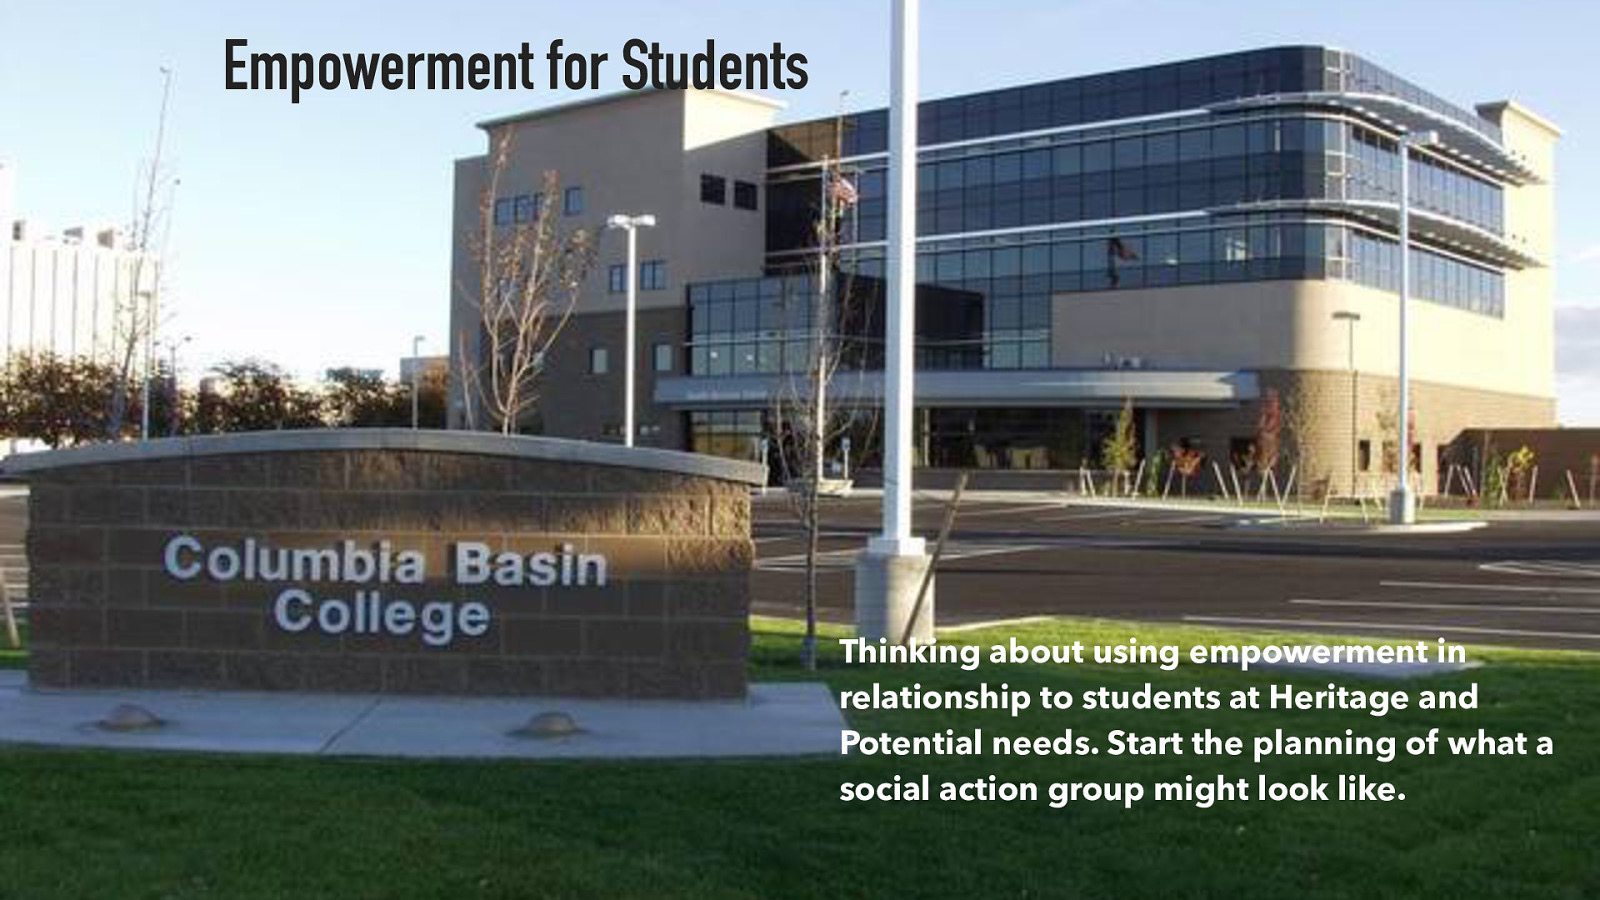 Empowerment for Students
Columbia Basin
College
Thinking about using empowerment in
relationship to students at Heritage and
Potential needs. Start the planning of what a
social action group might look like.